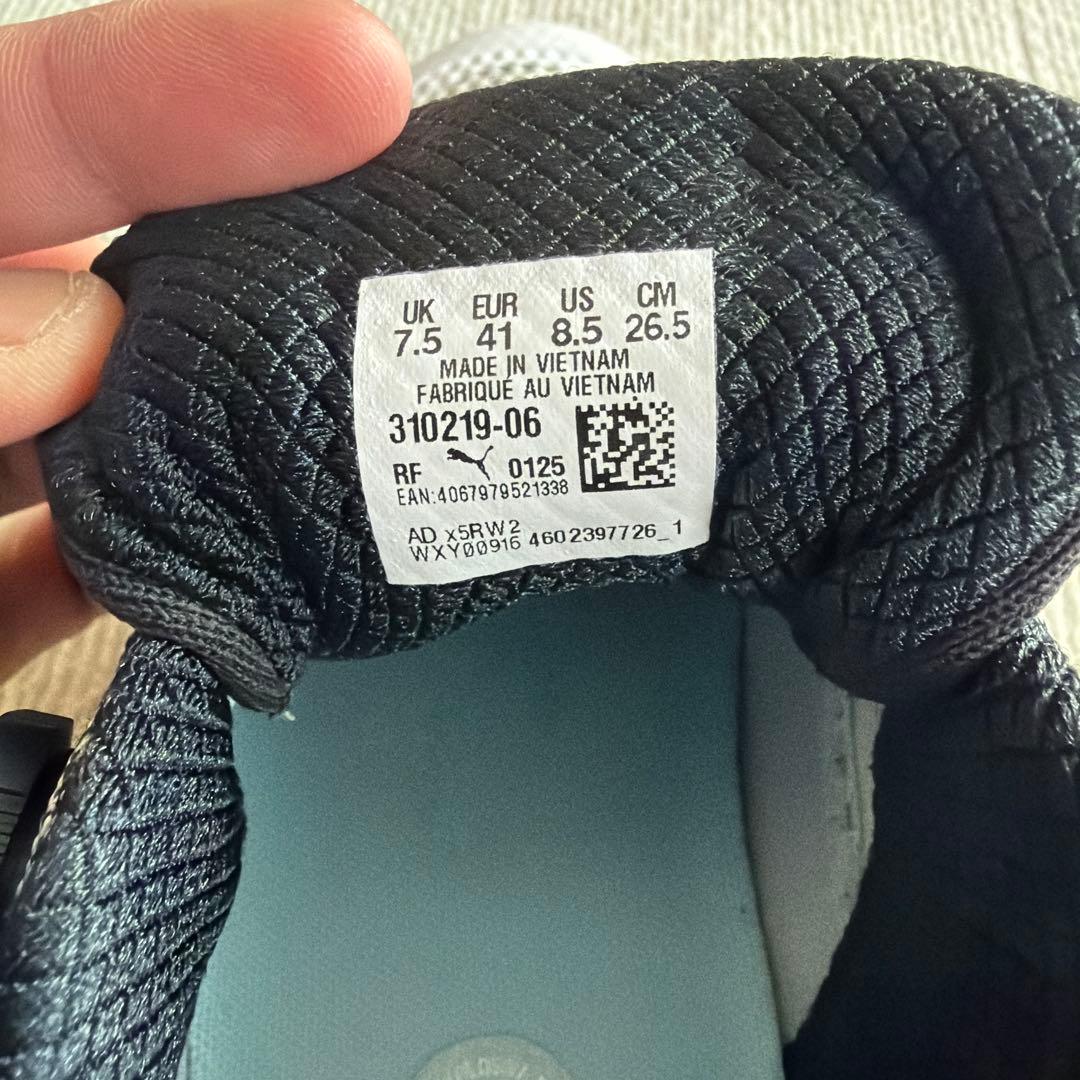 UK EUR US CM
7.5 41 8.5 26.5
MADE IN VIETNAM
FABRIQUÉ AU VIETNAM
310219-06
RF 0125
EAN:4067979521338
AD x5RW2
WXY00916 4602397726_1